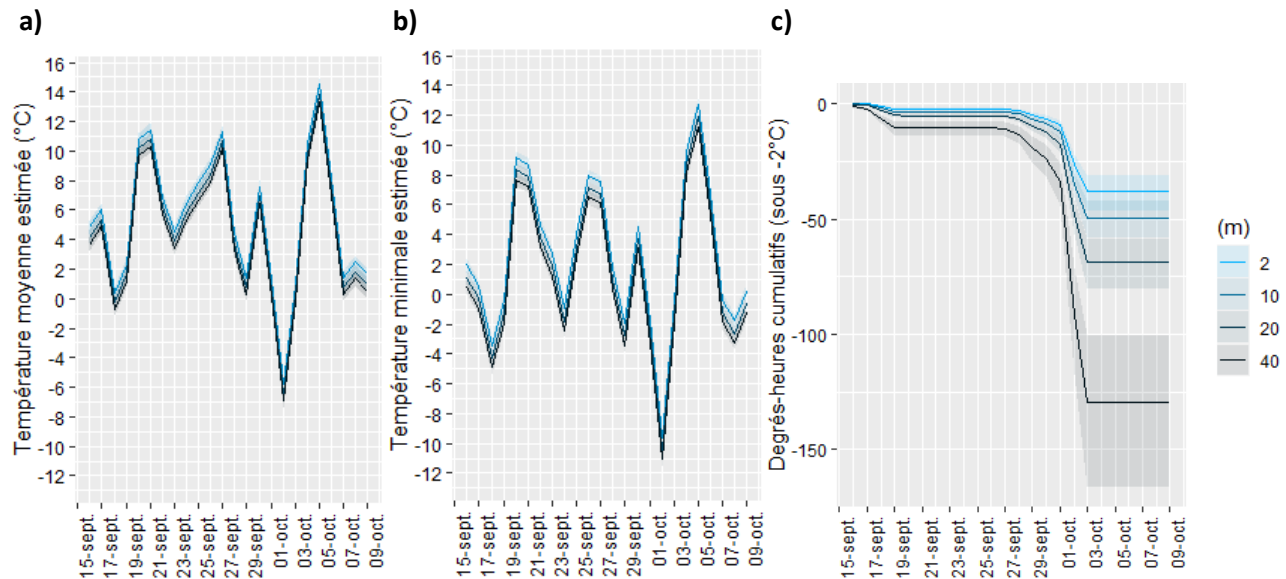 a)
b)
c)
Température moyenne estimée (°C)
16
14
12
10
8
6
4
2
0
-2
-4
-6
-8
-10
-12
15-sept.
17-sept.
19-sept.
21-sept.
23-sept.
25-sept.
27-sept.
29-sept.
01-oct.
03-oct.
05-oct.
07-oct.
09-oct.
Température minimale estimée (°C)
16
14
12
10
8
6
4
2
0
-2
-4
-6
-8
-10
-12
15-sept.
17-sept.
19-sept.
21-sept.
23-sept.
25-sept.
27-sept.
29-sept.
01-oct.
03-oct.
05-oct.
07-oct.
09-oct.
Degrés-heures cumulatifs (sous -2°C)
0
-50
-100
-150
15-sept.
17-sept.
19-sept.
21-sept.
23-sept.
25-sept.
27-sept.
29-sept.
01-oct.
03-oct.
05-oct.
07-oct.
09-oct.
(m)
2
10
20
40